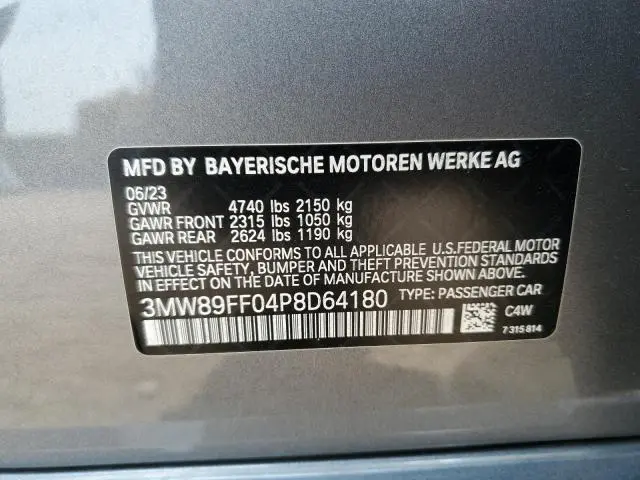 MFD BY BAYERISCHE MOTOREN WERKE AG
06/23
GVWR 4740 lbs 2150 kg
GAWR FRONT 2315 lbs 1050 kg
GAWR REAR 2624 lbs 1190 kg
THIS VEHICLE CONFORMS TO ALL APPLICABLE U.S.FEDERAL MOTOR
VEHICLE SAFETY, BUMPER AND THEFT PREVENTION STANDARDS
IN EFFECT ON THE DATE OF MANUFACTURE SHOWN ABOVE.
3MW89FF04P8D64180 TYPE: PASSENGER CAR
C4W
7315814